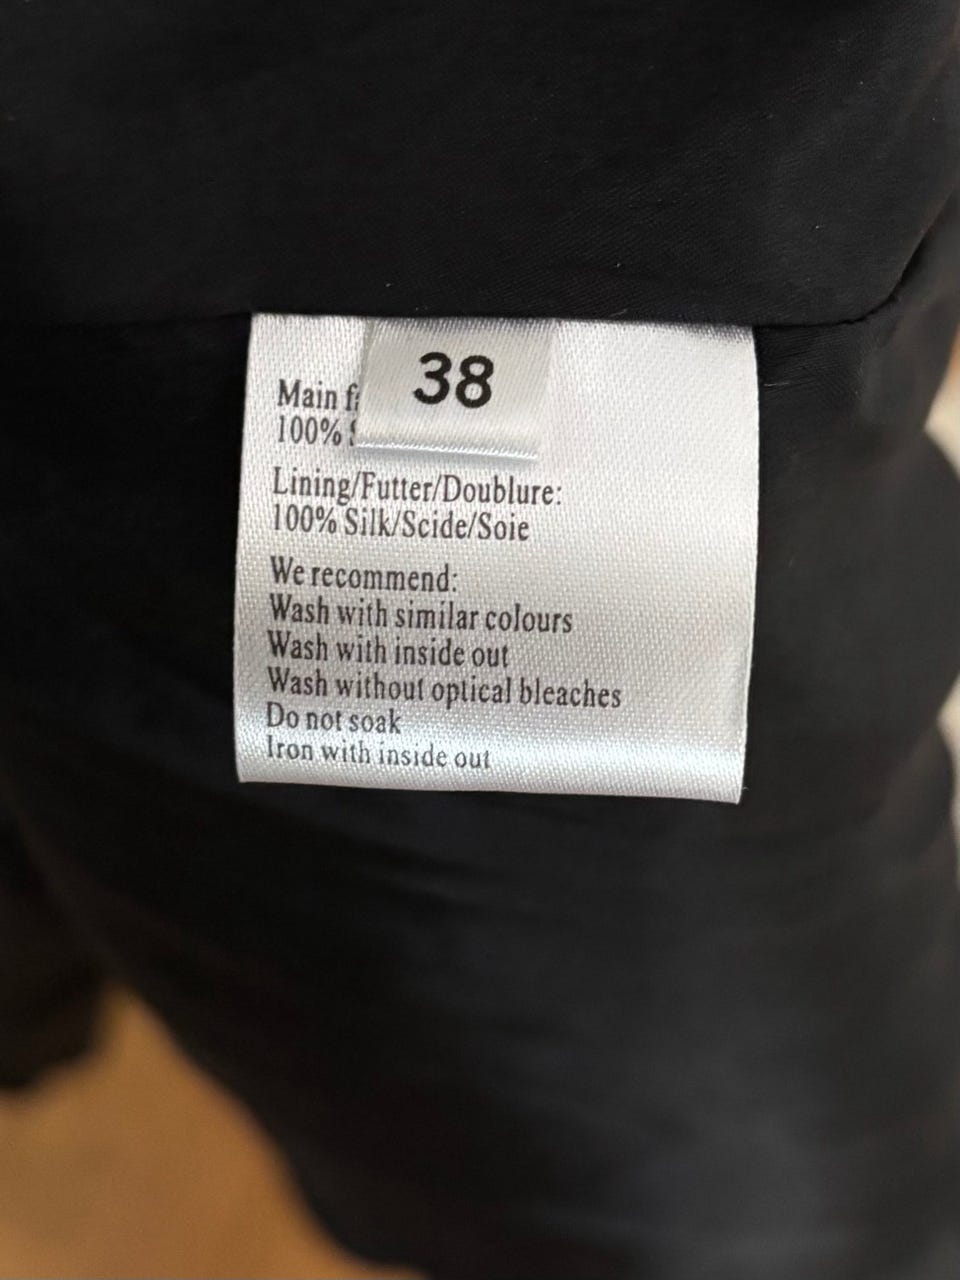 38
Main
100%
Lining/Futter/Doublure:
100% Silk/Scide/Soie
We recommend:
Wash with similar colours
Wash with inside out
Wash without optical bleaches
Do not soak
Iron with inside out